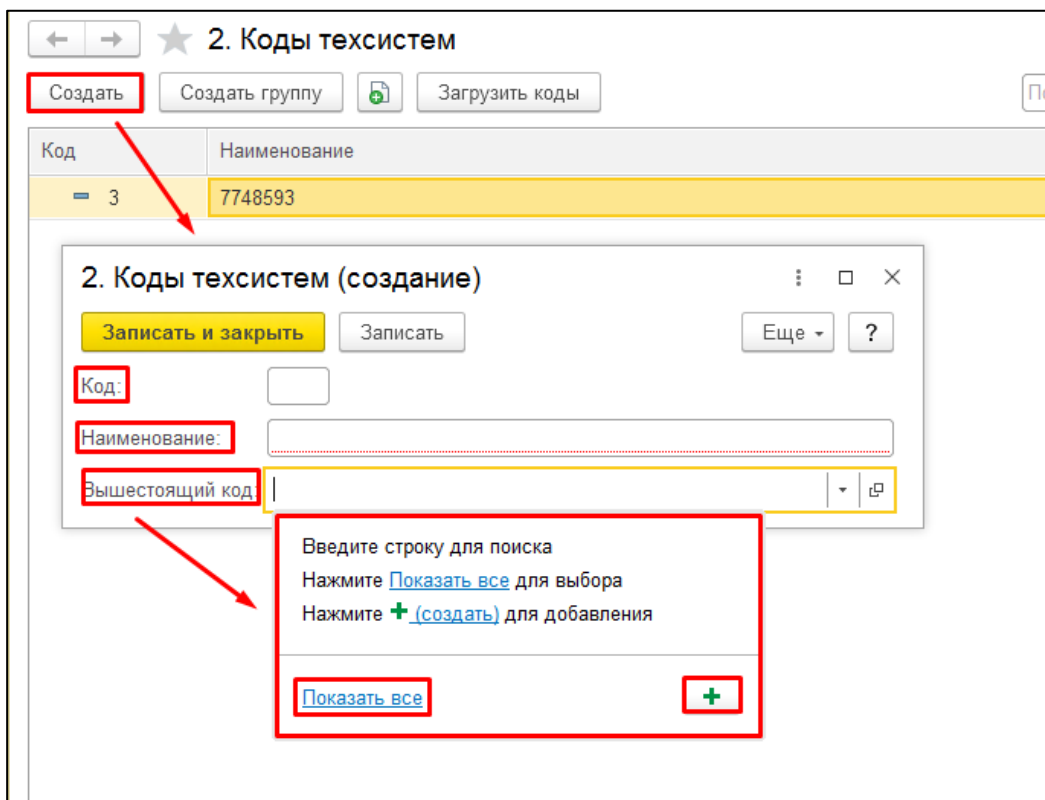 2. Коды техсистем
Создать Создать группу Загрузить коды
Код Наименование
3 7748593
2. Коды техсистем (создание)
Записать и закрыть Записать Еще ?
Код:
Наименование:
Вышестоящий код:
Введите строку для поиска
Нажмите Показать все для выбора
Нажмите + (создать) для добавления
Показать все +